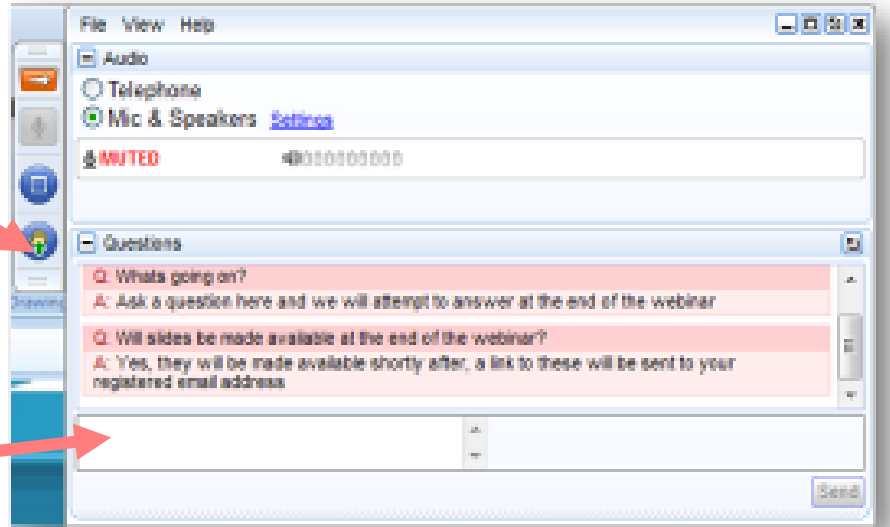 File View Help
Audio
Telephone
Mic & Speakers Settings
MUTED
Questions
Q: Whats going on?
A: Ask a question here and we will attempt to answer at the end of the webinar
Drawing
Q: Will slides be made available at the end of the webinar?
A: Yes, they will be made available shortly after, a link to these will be sent to your
registered email address
Send